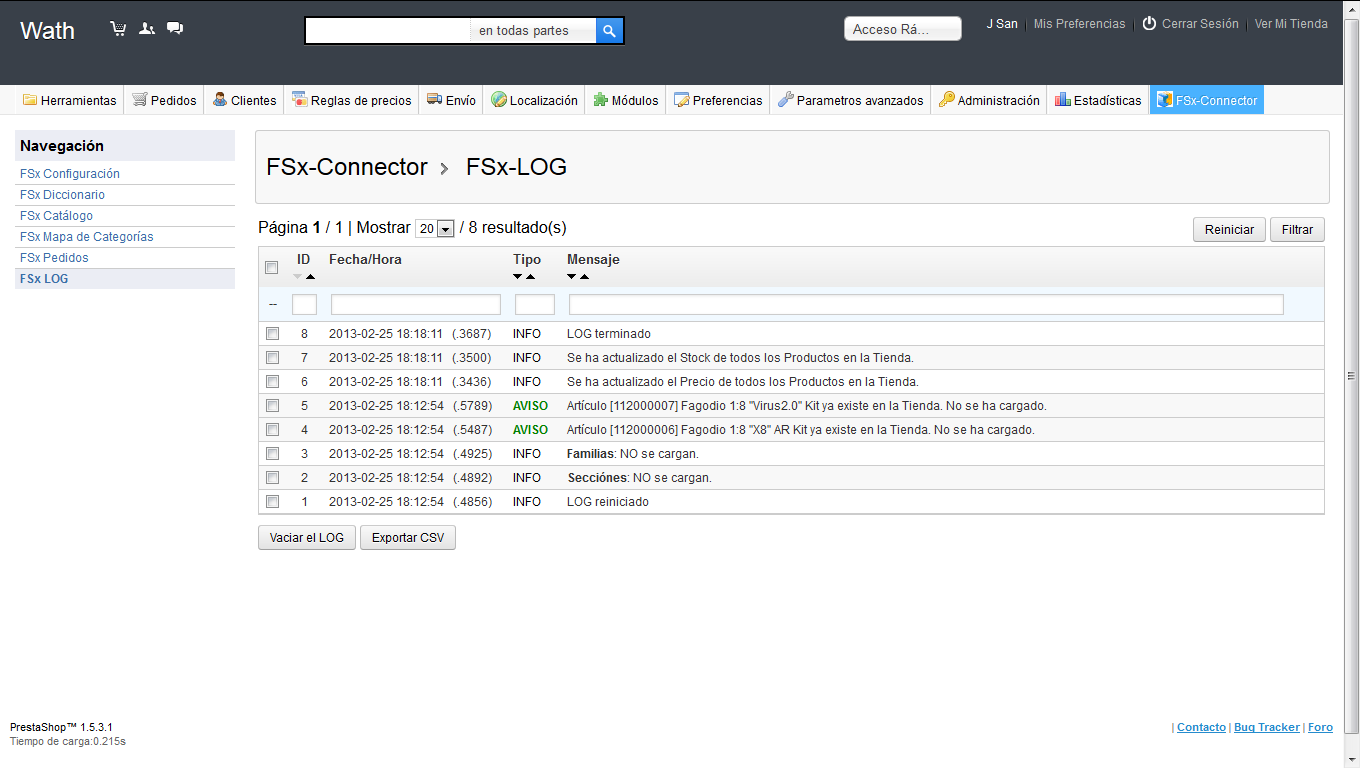 Wath
en todas partes
Acceso Rá...
J San | Mis Preferencias | Cerrar Sesión | Ver Mi Tienda
Herramientas Pedidos Clientes Reglas de precios Envío Localización Módulos Preferencias Parametros avanzados Administración Estadísticas FSx-Connector
Navegación
FSx Configuración
FSx Diccionario
FSx Catálogo
FSx Mapa de Categorías
FSx Pedidos
FSx LOG
FSx-Connector > FSx-LOG
Página 1 / 1 | Mostrar 20 / 8 resultado(s)
Reiniciar Filtrar
ID Fecha/Hora Tipo Mensaje
--
8 2013-02-25 18:18:11 (.3687) INFO LOG terminado
7 2013-02-25 18:18:11 (.3500) INFO Se ha actualizado el Stock de todos los Productos en la Tienda.
6 2013-02-25 18:18:11 (.3436) INFO Se ha actualizado el Precio de todos los Productos en la Tienda.
5 2013-02-25 18:12:54 (.5789) AVISO Artículo [112000007] Fagodio 1:8 "Virus2.0" Kit ya existe en la Tienda. No se ha cargado.
4 2013-02-25 18:12:54 (.5487) AVISO Artículo [112000006] Fagodio 1:8 "X8" AR Kit ya existe en la Tienda. No se ha cargado.
3 2013-02-25 18:12:54 (.4925) INFO Familias: NO se cargan.
2 2013-02-25 18:12:54 (.4892) INFO Secciónes: NO se cargan.
1 2013-02-25 18:12:54 (.4856) INFO LOG reiniciado
Vaciar el LOG Exportar CSV
PrestaShop™ 1.5.3.1
Tiempo de carga:0.215s
| Contacto | Bug Tracker | Foro